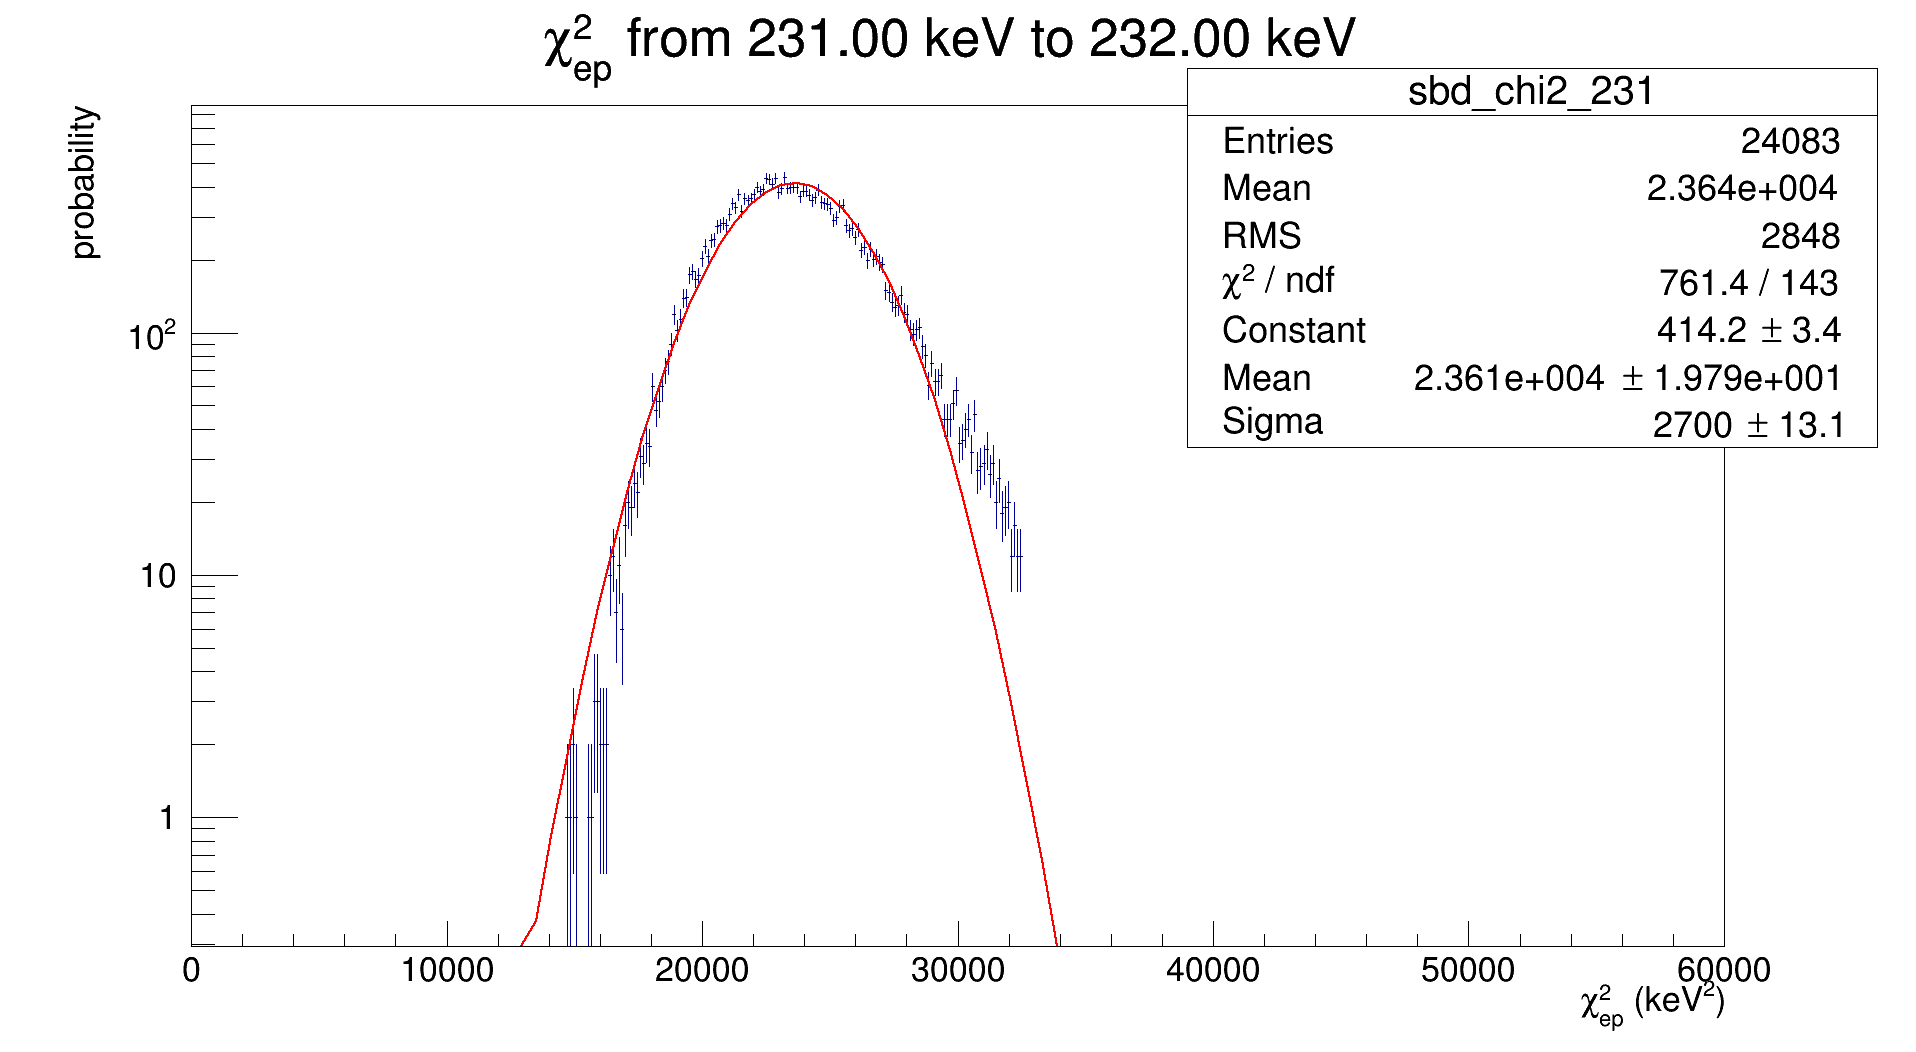 χ²ep from 231.00 keV to 232.00 keV
probability
sbd_chi2_231
Entries 24083
Mean 2.364e+004
RMS 2848
χ² / ndf 761.4 / 143
Constant 414.2 ± 3.4
Mean 2.361e+004 ± 1.979e+001
Sigma 2700 ± 13.1
10²
10
1
0 10000 20000 30000 40000 50000 60000
χ²ep (keV²)